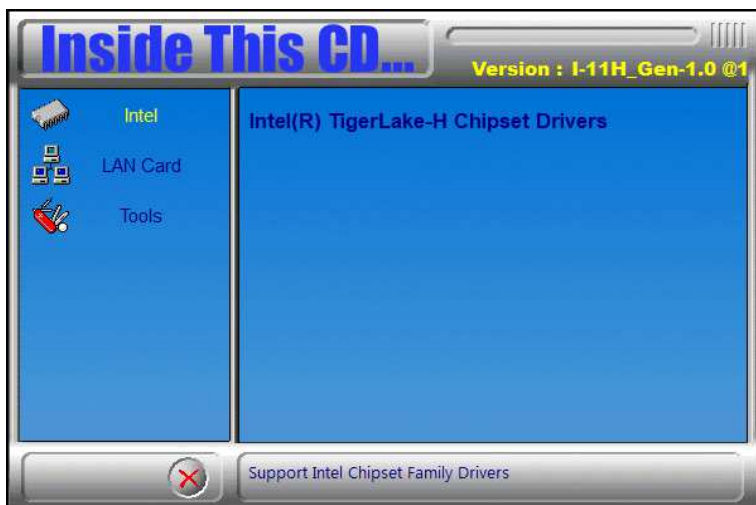 Inside This CD...
Version : I-11H_Gen-1.0 @1
Intel
LAN Card
Tools
Intel(R) TigerLake-H Chipset Drivers
Support Intel Chipset Family Drivers